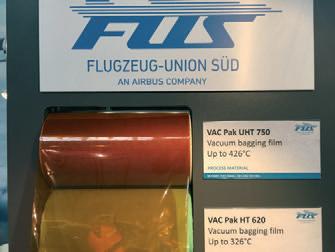 FUS
FLUGZEUG-UNION SÜD
AN AIRBUS COMPANY
FUS
VAC Pak UHT 750
Vacuum bagging film
Up to 426°C
PROCESS MATERIAL
FUS
VAC Pak HT 620
Vacuum bagging film
Up to 326°C